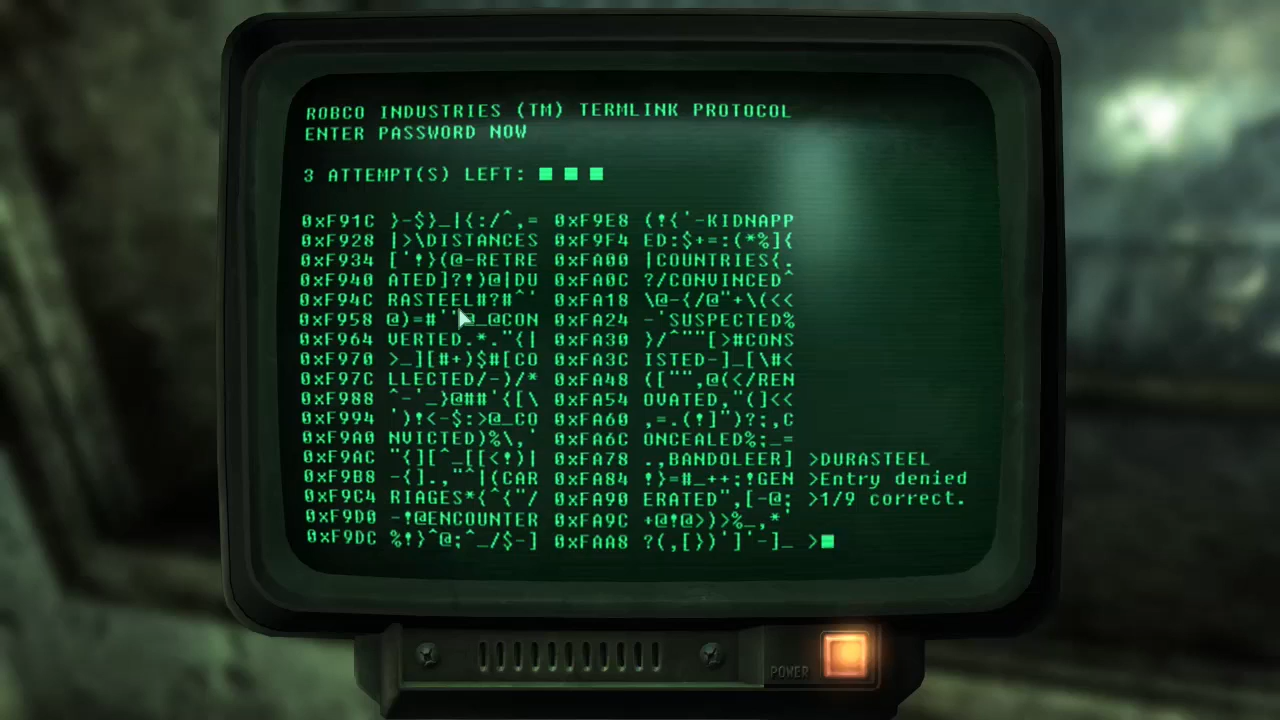 ROBCO INDUSTRIES (TM) TERMLINK PROTOCOL
ENTER PASSWORD NOW
3 ATTEMPT(S) LEFT: ■ ■ ■
0xF91C }-$}_|{:/^,= 0xF9E8 (!{'-KIDNAPP
0xF928 |>\DISTANCES 0xF9F4 ED:$+=:(*%]{
0xF934 ['!}(@-RETRE 0xFA00 |COUNTRIES{.
0xF940 ATED]?!)@|DU 0xFA0C ?/CONVINCED^
0xF94C RASTEEL#?#^' 0xFA18 \@-{/@"+\(<<
0xF958 @)=#''@_@CON 0xFA24 -'SUSPECTED%
0xF964 VERTED.*."{| 0xFA30 }/^""[>#CONS
0xF970 >_][#+)$#[CO 0xFA3C ISTED-]_[\#<
0xF97C LLECTED/-)/* 0xFA48 (["",@(</REN
0xF988 ^-'_}@##'{[\ 0xFA54 OVATED,"(]<<
0xF994 ')!<-$:>@_CO 0xFA60 ,=.(!]")?;,C
0xF9A0 NVICTED)%\,' 0xFA6C ONCEALED%;_=
0xF9AC "{][^_[[<!)| 0xFA78 .,BANDOLEER] >DURASTEEL
0xF9B8 -{].,"^|(CAR 0xFA84 !}=#_++;!GEN >Entry denied
0xF9C4 RIAGES*{^{"/ 0xFA90 ERATED",[-@; >1/9 correct.
0xF9D0 -!@ENCOUNTER 0xFA9C +@!@>)>%_,*'
0xF9DC %!}^@;^_/$-] 0xFAA8 ?(,[})']'-]_ >■
POWER